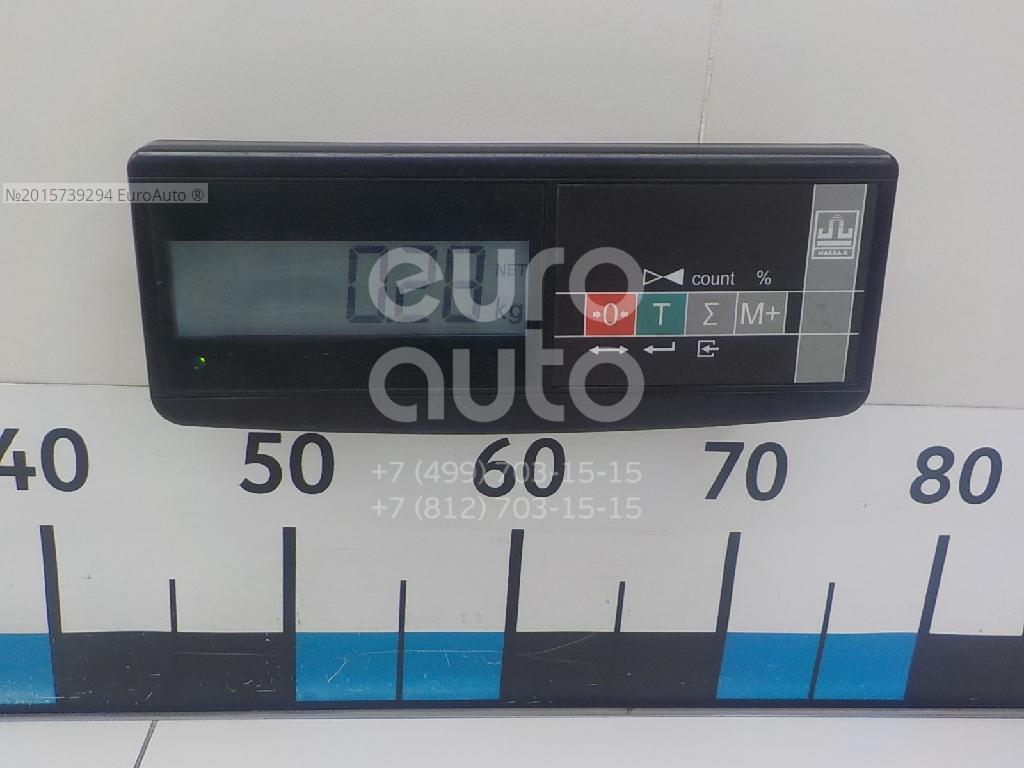 №2015739294 EuroAuto ®
MASSA-K
NET
kg
count %
→0← T Σ M+
euro
auto
40 50 60 70 80
+7 (499) 703-15-15
+7 (812) 703-15-15